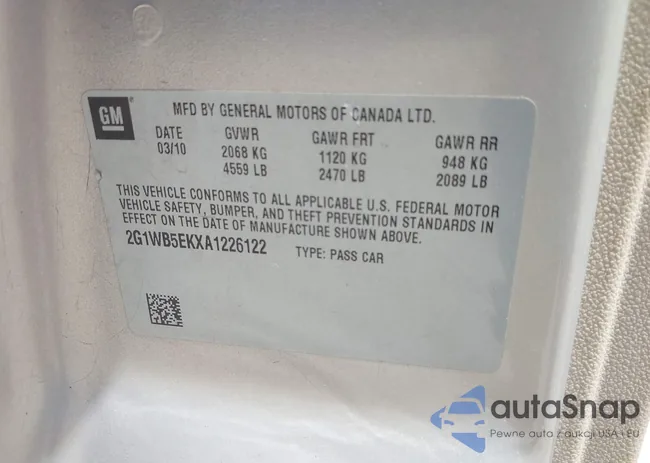 GM
MFD BY GENERAL MOTORS OF CANADA LTD.
DATE GVWR GAWR FRT GAWR RR
03/10 2068 KG 1120 KG 948 KG
4559 LB 2470 LB 2089 LB
THIS VEHICLE CONFORMS TO ALL APPLICABLE U.S. FEDERAL MOTOR
VEHICLE SAFETY, BUMPER, AND THEFT PREVENTION STANDARDS IN
EFFECT ON THE DATE OF MANUFACTURE SHOWN ABOVE.
2G1WB5EKXA1226122 TYPE: PASS CAR
autaSnap
Pewne auto z aukcji USA i EU